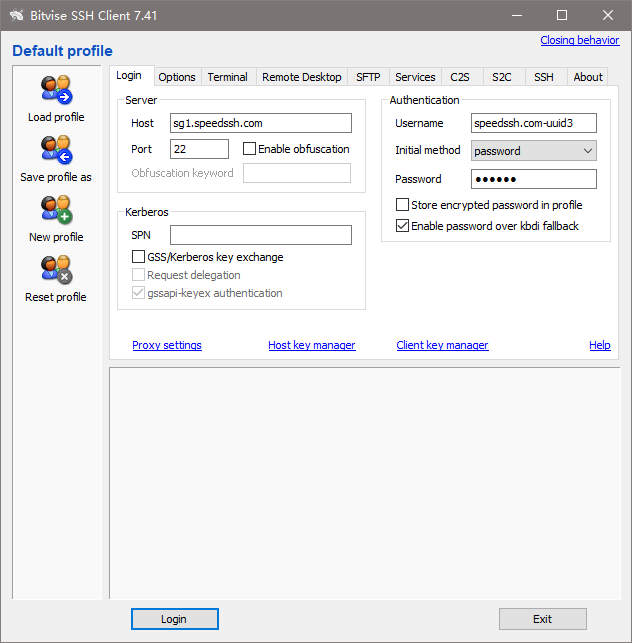 Bitvise SSH Client 7.41
Default profile
Closing behavior
Load profile
Save profile as
New profile
Reset profile
Login Options Terminal Remote Desktop SFTP Services C2S S2C SSH About
Server
Host sg1.speedssh.com
Port 22 Enable obfuscation
Obfuscation keyword
Kerberos
SPN
GSS/Kerberos key exchange
Request delegation
gssapi-keyex authentication
Authentication
Username speedssh.com-uuid3
Initial method password
Password ●●●●●●
Store encrypted password in profile
Enable password over kbdi fallback
Proxy settings Host key manager Client key manager Help
Login Exit